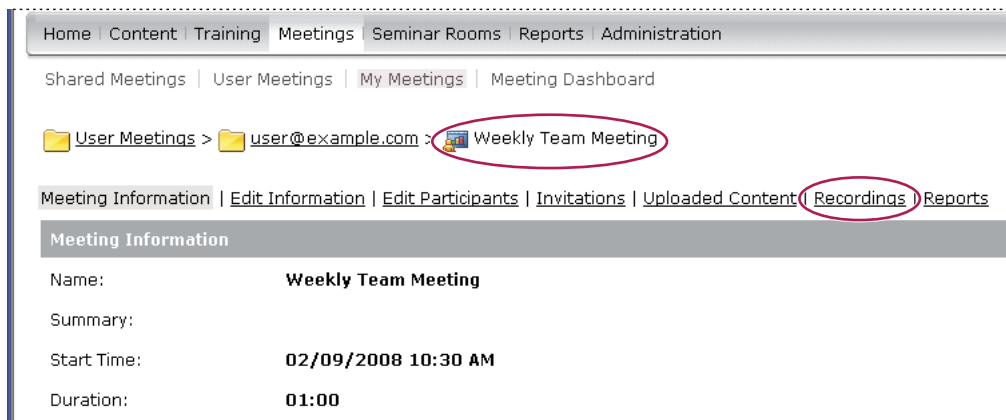 Home | Content | Training | Meetings | Seminar Rooms | Reports | Administration
Shared Meetings | User Meetings | My Meetings | Meeting Dashboard
User Meetings > user@example.com > Weekly Team Meeting
Meeting Information | Edit Information | Edit Participants | Invitations | Uploaded Content | Recordings | Reports
Meeting Information
Name: Weekly Team Meeting
Summary:
Start Time: 02/09/2008 10:30 AM
Duration: 01:00